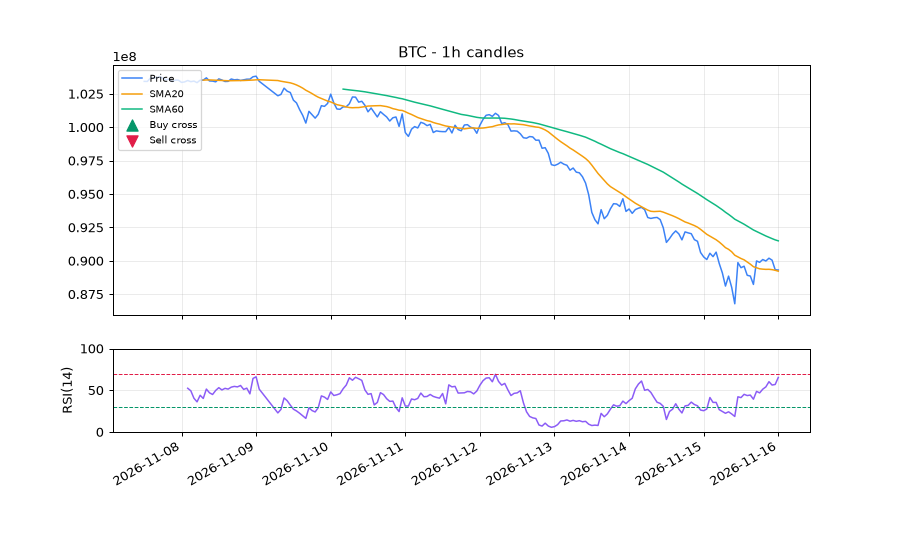 BTC - 1h candles
1e8
Price
SMA20
SMA60
Buy cross
Sell cross
1.025
1.000
0.975
0.950
0.925
0.900
0.875
RSI(14)
100
50
0
2026-11-08
2026-11-09
2026-11-10
2026-11-11
2026-11-12
2026-11-13
2026-11-14
2026-11-15
2026-11-16